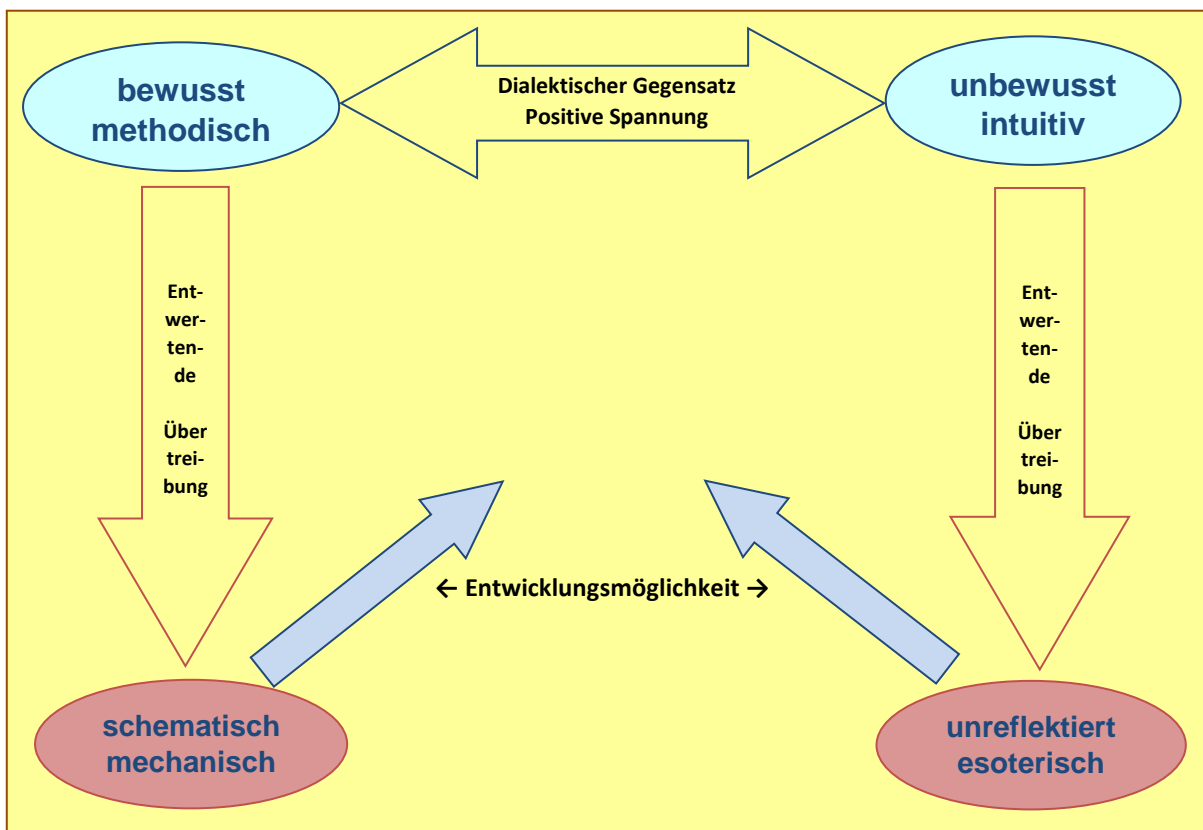 bewusst
methodisch
Dialektischer Gegensatz
Positive Spannung
unbewusst
intuitiv
Ent-
wer-
ten-
de
Über
trei-
bung
Ent-
wer-
ten-
de
Über
trei-
bung
← Entwicklungsmöglichkeit →
schematisch
mechanisch
unreflektiert
esoterisch